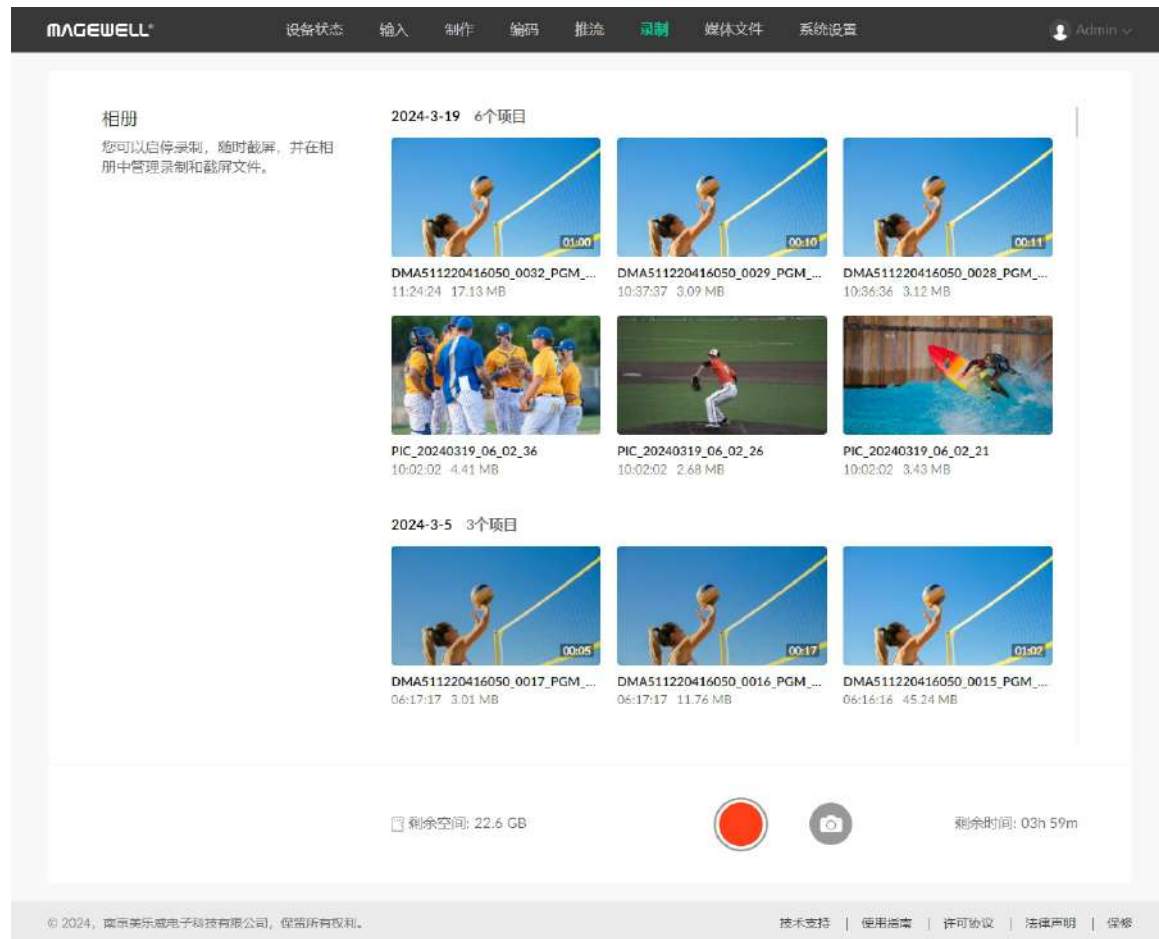 MAGEWELL®
设备状态 输入 制作 编码 推流 录制 媒体文件 系统设置 Admin
相册
您可以启停录制，随时截屏，并在相
册中管理录制和截屏文件。
2024-3-19 6个项目
01:00 00:10 00:11
DMA511220416050_0032_PGM_... DMA511220416050_0029_PGM_... DMA511220416050_0028_PGM_...
11:24:24 17.13 MB 10:37:37 3.09 MB 10:36:36 3.12 MB
PIC_20240319_06_02_36 PIC_20240319_06_02_26 PIC_20240319_06_02_21
10:02:02 4.41 MB 10:02:02 2.68 MB 10:02:02 3.43 MB
2024-3-5 3个项目
00:05 00:17 01:02
DMA511220416050_0017_PGM_... DMA511220416050_0016_PGM_... DMA511220416050_0015_PGM_...
06:17:17 3.01 MB 06:17:17 11.76 MB 06:16:16 45.24 MB
剩余空间: 22.6 GB 剩余时间: 03h 59m
© 2024，南京美乐威电子科技有限公司，保留所有权利。 技术支持 | 使用指南 | 许可协议 | 法律声明 | 保修